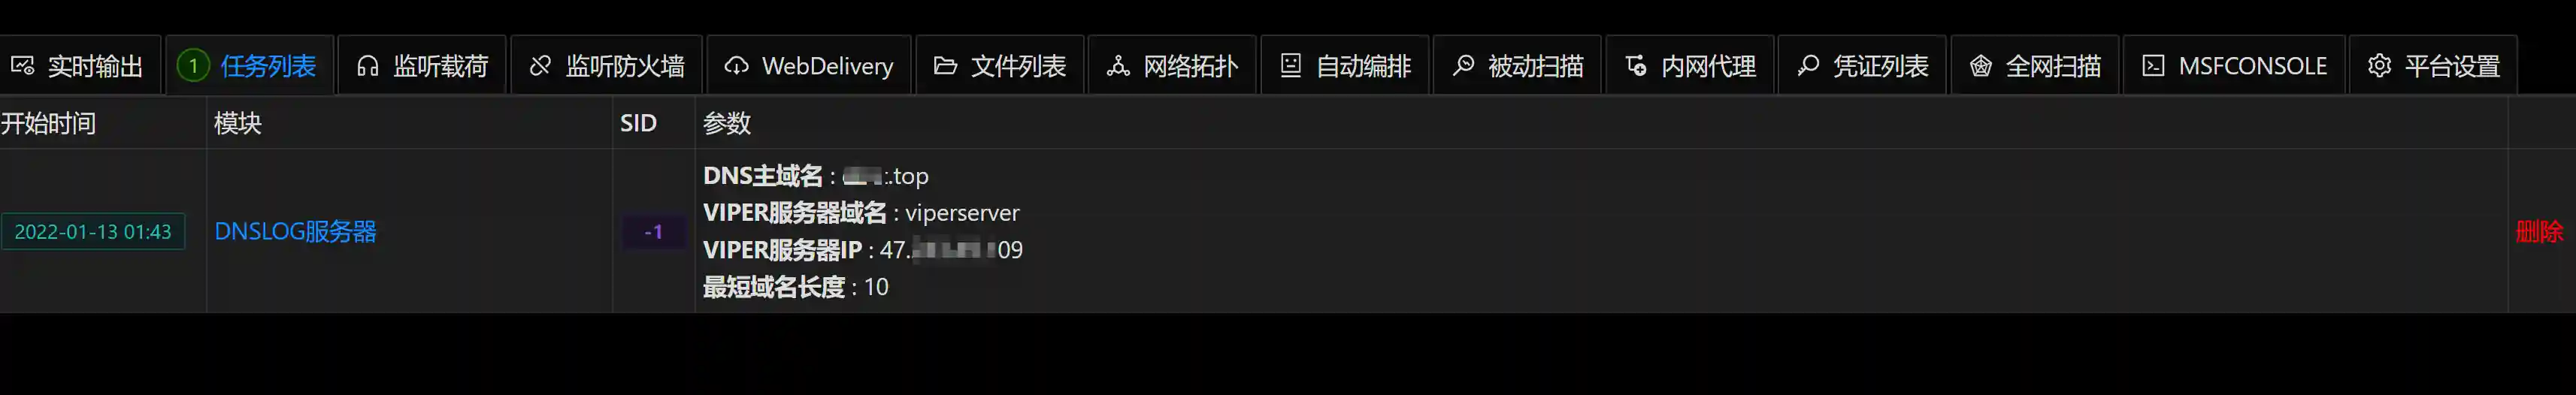 实时输出 1 任务列表 监听载荷 监听防火墙 WebDelivery 文件列表 网络拓扑 自动编排 被动扫描 内网代理 凭证列表 全网扫描 MSFCONSOLE 平台设置
开始时间 模块 SID 参数
DNS主域名 : .top
VIPER服务器域名 : viperserver
2022-01-13 01:43 DNSLOG服务器 -1 删除
VIPER服务器IP : 47. 09
最短域名长度 : 10